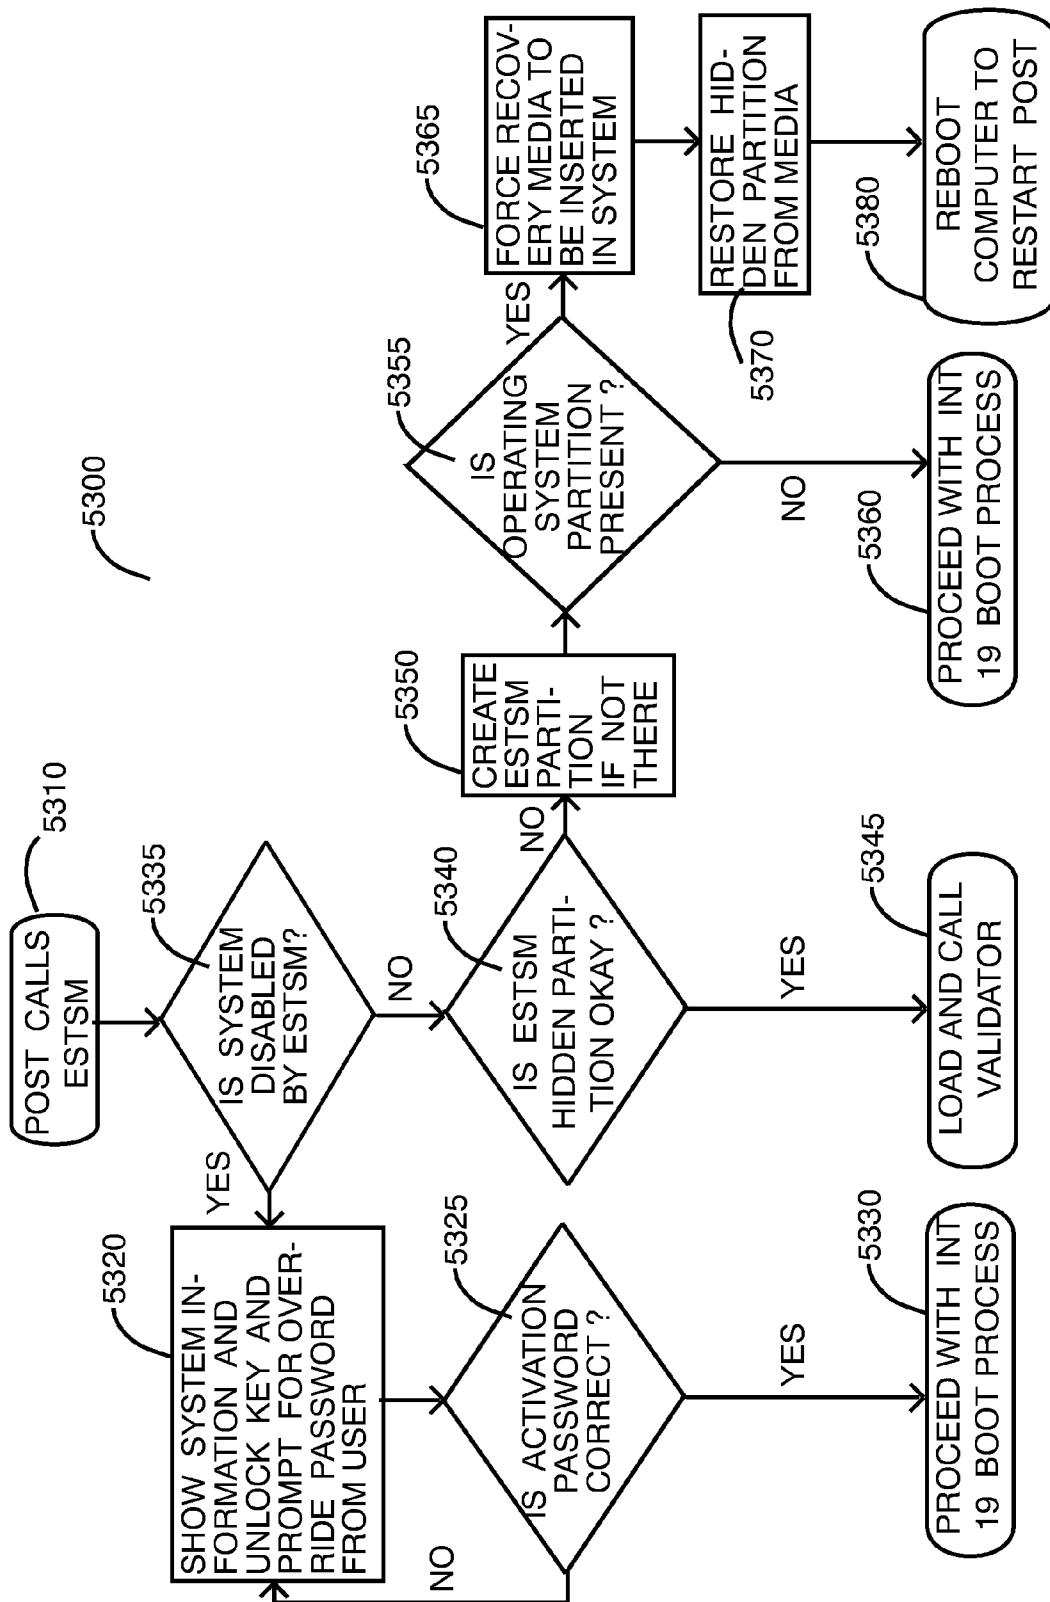 5300
5310
POST CALLS
ESTSM
5335
IS SYSTEM
DISABLED
BY ESTSM?
YES
NO
5320
SHOW SYSTEM IN-
FORMATION AND
UNLOCK KEY AND
PROMPT FOR OVER-
RIDE PASSWORD
FROM USER
5325
IS ACTIVATION
PASSWORD
CORRECT ?
NO
YES
5330
PROCEED WITH INT
19 BOOT PROCESS
5340
IS ESTSM
HIDDEN PARTI-
TION OKAY ?
NO
YES
5345
LOAD AND CALL
VALIDATOR
5350
CREATE
ESTSM
PARTI-
TION
IF NOT
THERE
5355
IS
OPERATING
SYSTEM
PARTITION
PRESENT ?
YES
NO
5360
PROCEED WITH INT
19 BOOT PROCESS
5365
FORCE RECOV-
ERY MEDIA TO
BE INSERTED
IN SYSTEM
5370
RESTORE HID-
DEN PARTITION
FROM MEDIA
5380
REBOOT
COMPUTER TO
RESTART POST